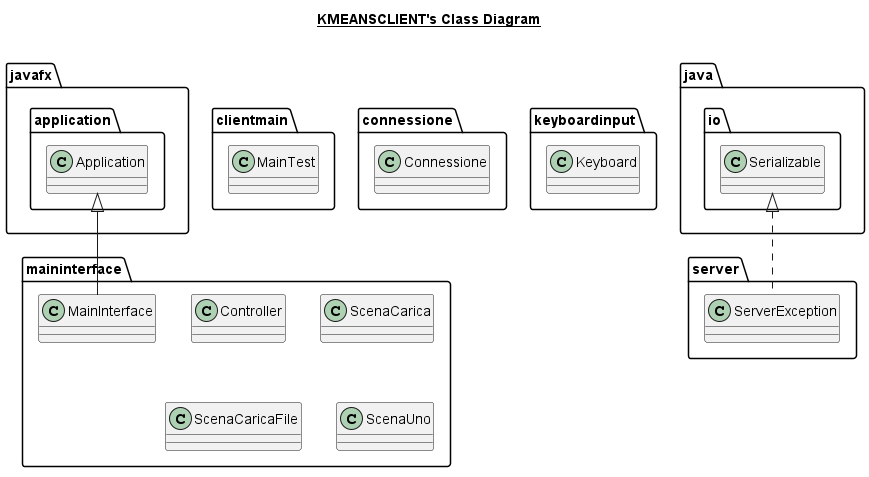 KMEANSCLIENT's Class Diagram
javafx
java
application
clientmain
connessione
keyboardinput
io
C Application
C MainTest
C Connessione
C Keyboard
C Serializable
maininterface
server
C MainInterface
C Controller
C ScenaCarica
C ServerException
C ScenaCaricaFile
C ScenaUno